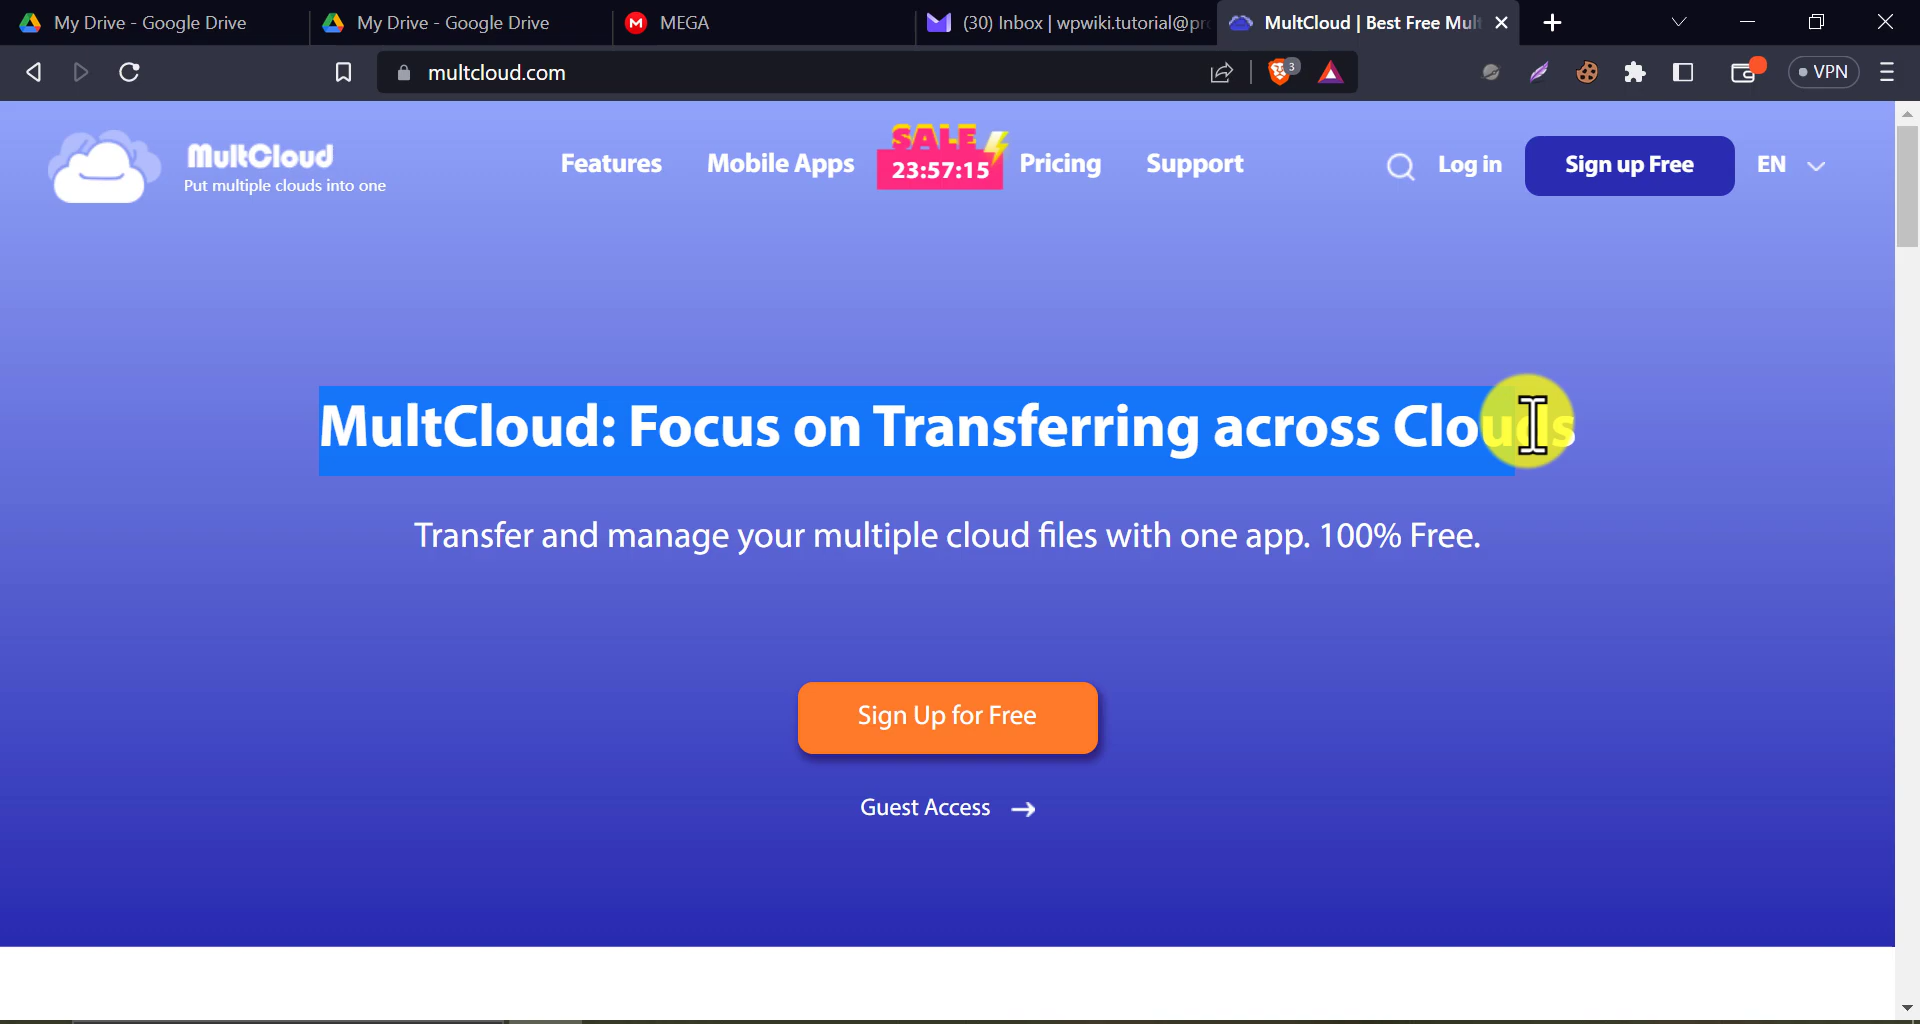 My Drive - Google Drive
My Drive - Google Drive
MEGA
(30) Inbox | wpwiki.tutorial@pr
MultCloud | Best Free Mul
multcloud.com
3
VPN
MultCloud
Put multiple clouds into one
Features
Mobile Apps
SALE
23:57:15
Pricing
Support
Log in
Sign up Free
EN
MultCloud: Focus on Transferring across Clouds
Transfer and manage your multiple cloud files with one app. 100% Free.
Sign Up for Free
Guest Access →